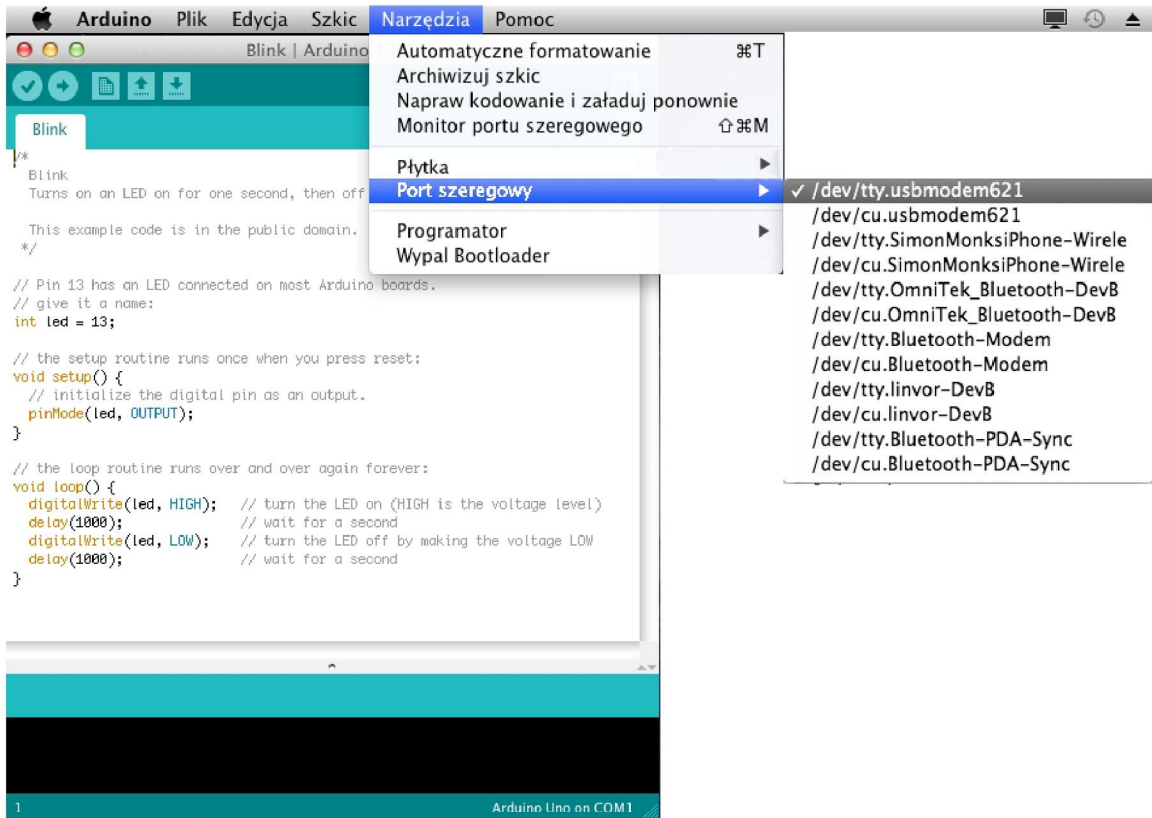 Arduino Plik Edycja Szkic Narzędzia Pomoc
Blink | Arduino
Automatyczne formatowanie ⌘T
Archiwizuj szkic
Napraw kodowanie i załaduj ponownie
Monitor portu szeregowego ⇧⌘M
Płytka
Port szeregowy
Programator
Wypal Bootloader
✓ /dev/tty.usbmodem621
/dev/cu.usbmodem621
/dev/tty.SimonMonksiPhone-Wirele
/dev/cu.SimonMonksiPhone-Wirele
/dev/tty.OmniTek_Bluetooth-DevB
/dev/cu.OmniTek_Bluetooth-DevB
/dev/tty.Bluetooth-Modem
/dev/cu.Bluetooth-Modem
/dev/tty.linvor-DevB
/dev/cu.linvor-DevB
/dev/tty.Bluetooth-PDA-Sync
/dev/cu.Bluetooth-PDA-Sync
Blink
/*
Blink
Turns on an LED on for one second, then off
This example code is in the public domain.
*/
// Pin 13 has an LED connected on most Arduino boards.
// give it a name:
int led = 13;
// the setup routine runs once when you press reset:
void setup() {
// initialize the digital pin as an output.
pinMode(led, OUTPUT);
}
// the loop routine runs over and over again forever:
void loop() {
digitalWrite(led, HIGH); // turn the LED on (HIGH is the voltage level)
delay(1000); // wait for a second
digitalWrite(led, LOW); // turn the LED off by making the voltage LOW
delay(1000); // wait for a second
}
1 Arduino Uno on COM1